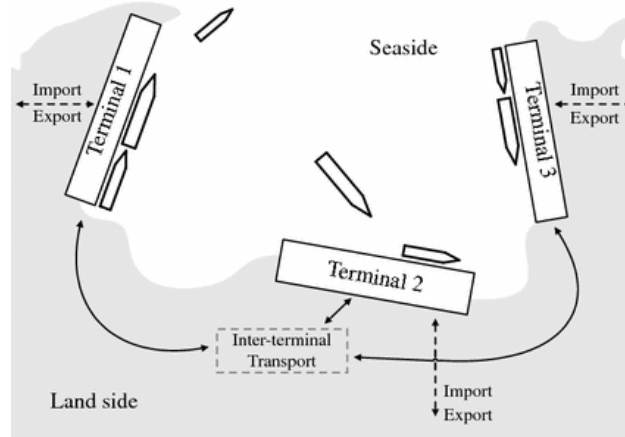 Seaside
Import
Export
Terminal 1
Import
Export
Terminal 3
Terminal 2
Inter-terminal
Transport
Import
Export
Land side